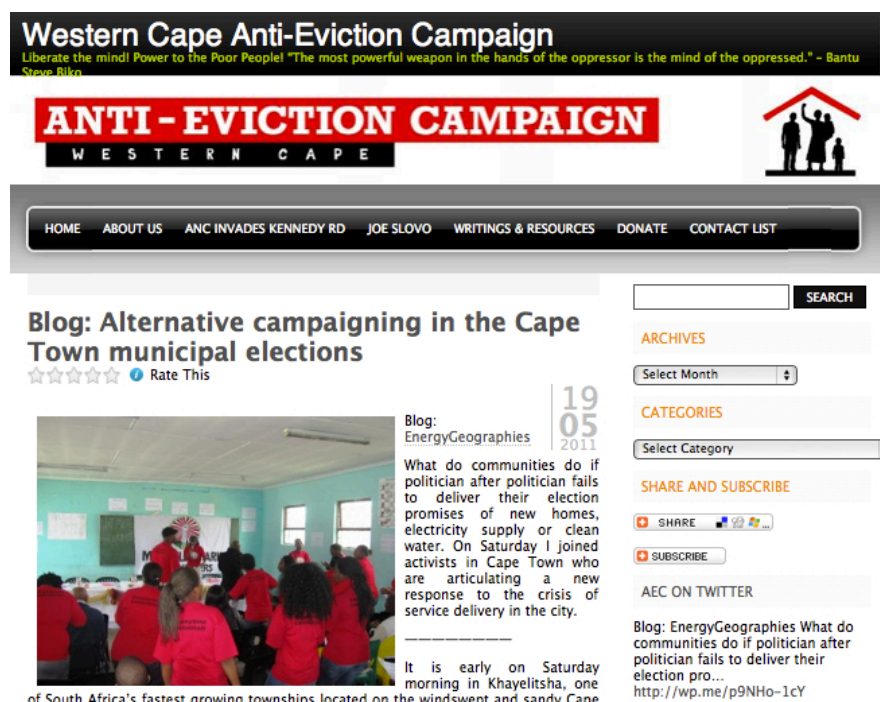 Western Cape Anti-Eviction Campaign
Liberate the mind! Power to the Poor People! "The most powerful weapon in the hands of the oppressor is the mind of the oppressed." – Bantu
Steve Biko
ANTI-EVICTION CAMPAIGN
WESTERN CAPE
HOME ABOUT US ANC INVADES KENNEDY RD JOE SLOVO WRITINGS & RESOURCES DONATE CONTACT LIST
Blog: Alternative campaigning in the Cape
Town municipal elections
Rate This
19
05
2011
Blog:
EnergyGeographies
What do communities do if
politician after politician fails
to deliver their election
promises of new homes,
electricity supply or clean
water. On Saturday I joined
activists in Cape Town who
are articulating a new
response to the crisis of
service delivery in the city.
————————
It is early on Saturday
morning in Khayelitsha, one
of South Africa's fastest growing townships located on the windswept and sandy Cape
SEARCH
ARCHIVES
Select Month
CATEGORIES
Select Category
SHARE AND SUBSCRIBE
SHARE ...
SUBSCRIBE
AEC ON TWITTER
Blog: EnergyGeographies What do
communities do if politician after
politician fails to deliver their
election pro...
http://wp.me/p9NHo-1cY